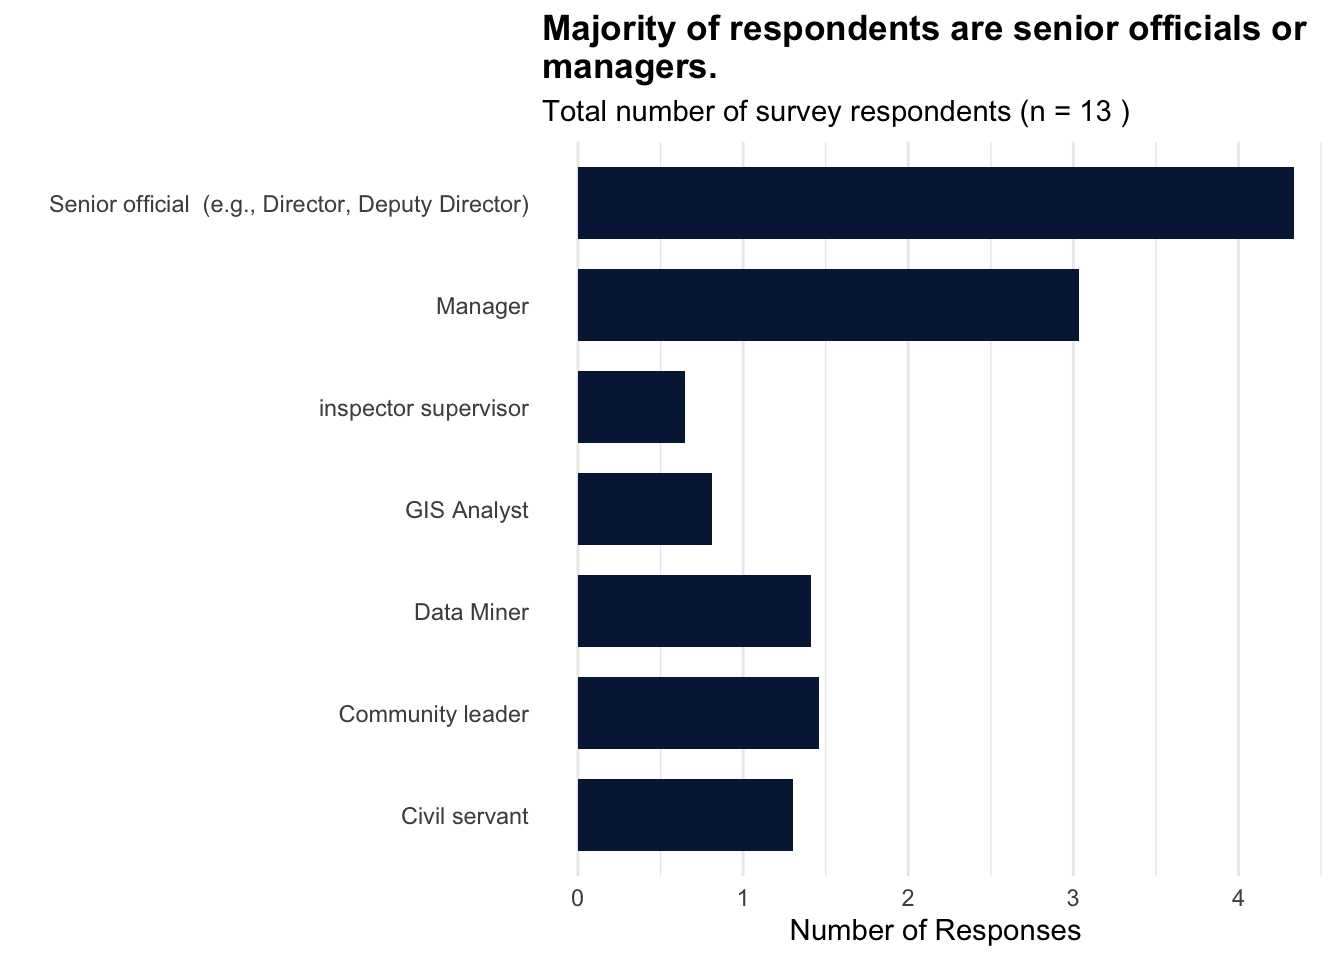 Majority of respondents are senior officials or
managers.
Total number of survey respondents (n = 13 )
Senior official  (e.g., Director, Deputy Director)
Manager
inspector supervisor
GIS Analyst
Data Miner
Community leader
Civil servant
0 1 2 3 4
Number of Responses